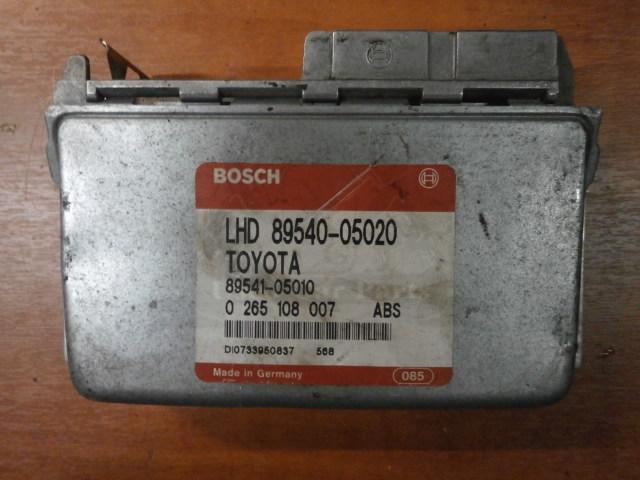 BOSCH
LHD 89540-05020
TOYOTA
89541-05010
0 265 108 007 ABS
DI0733950837 568
Made in Germany
085